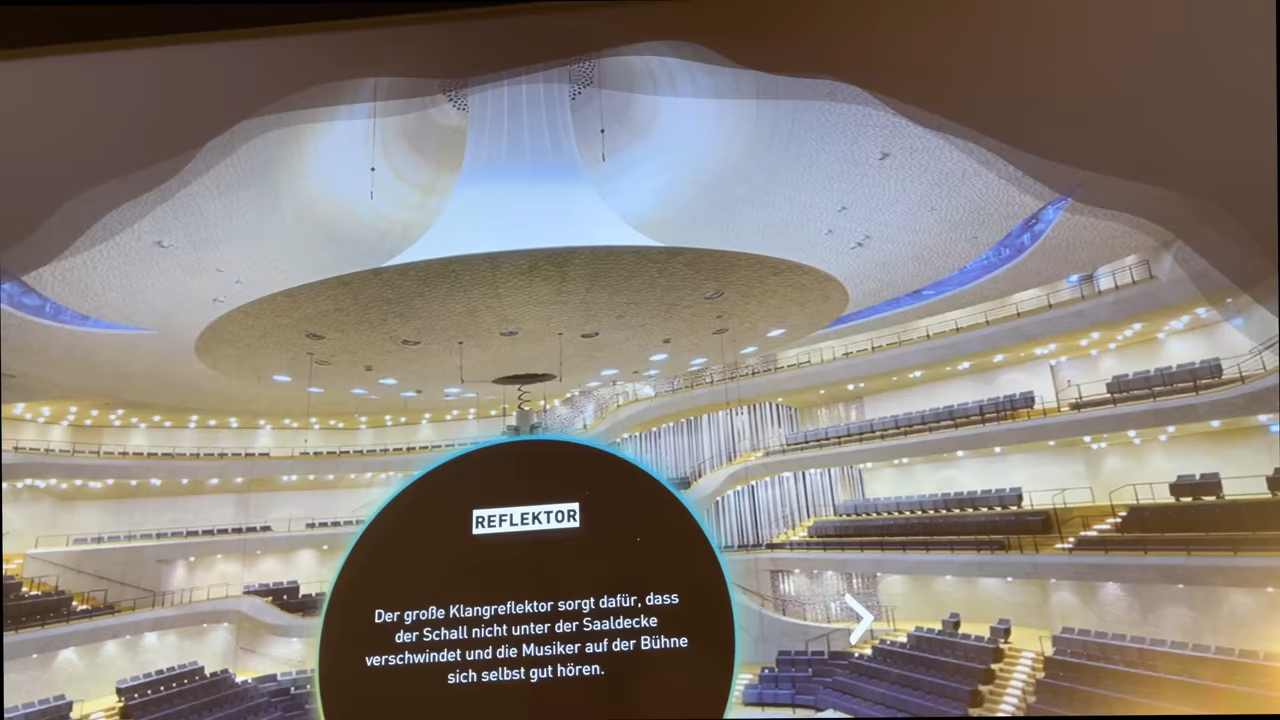 REFLEKTOR
Der große Klangreflektor sorgt dafür, dass
der Schall nicht unter der Saaldecke
verschwindet und die Musiker auf der Bühne
sich selbst gut hören.